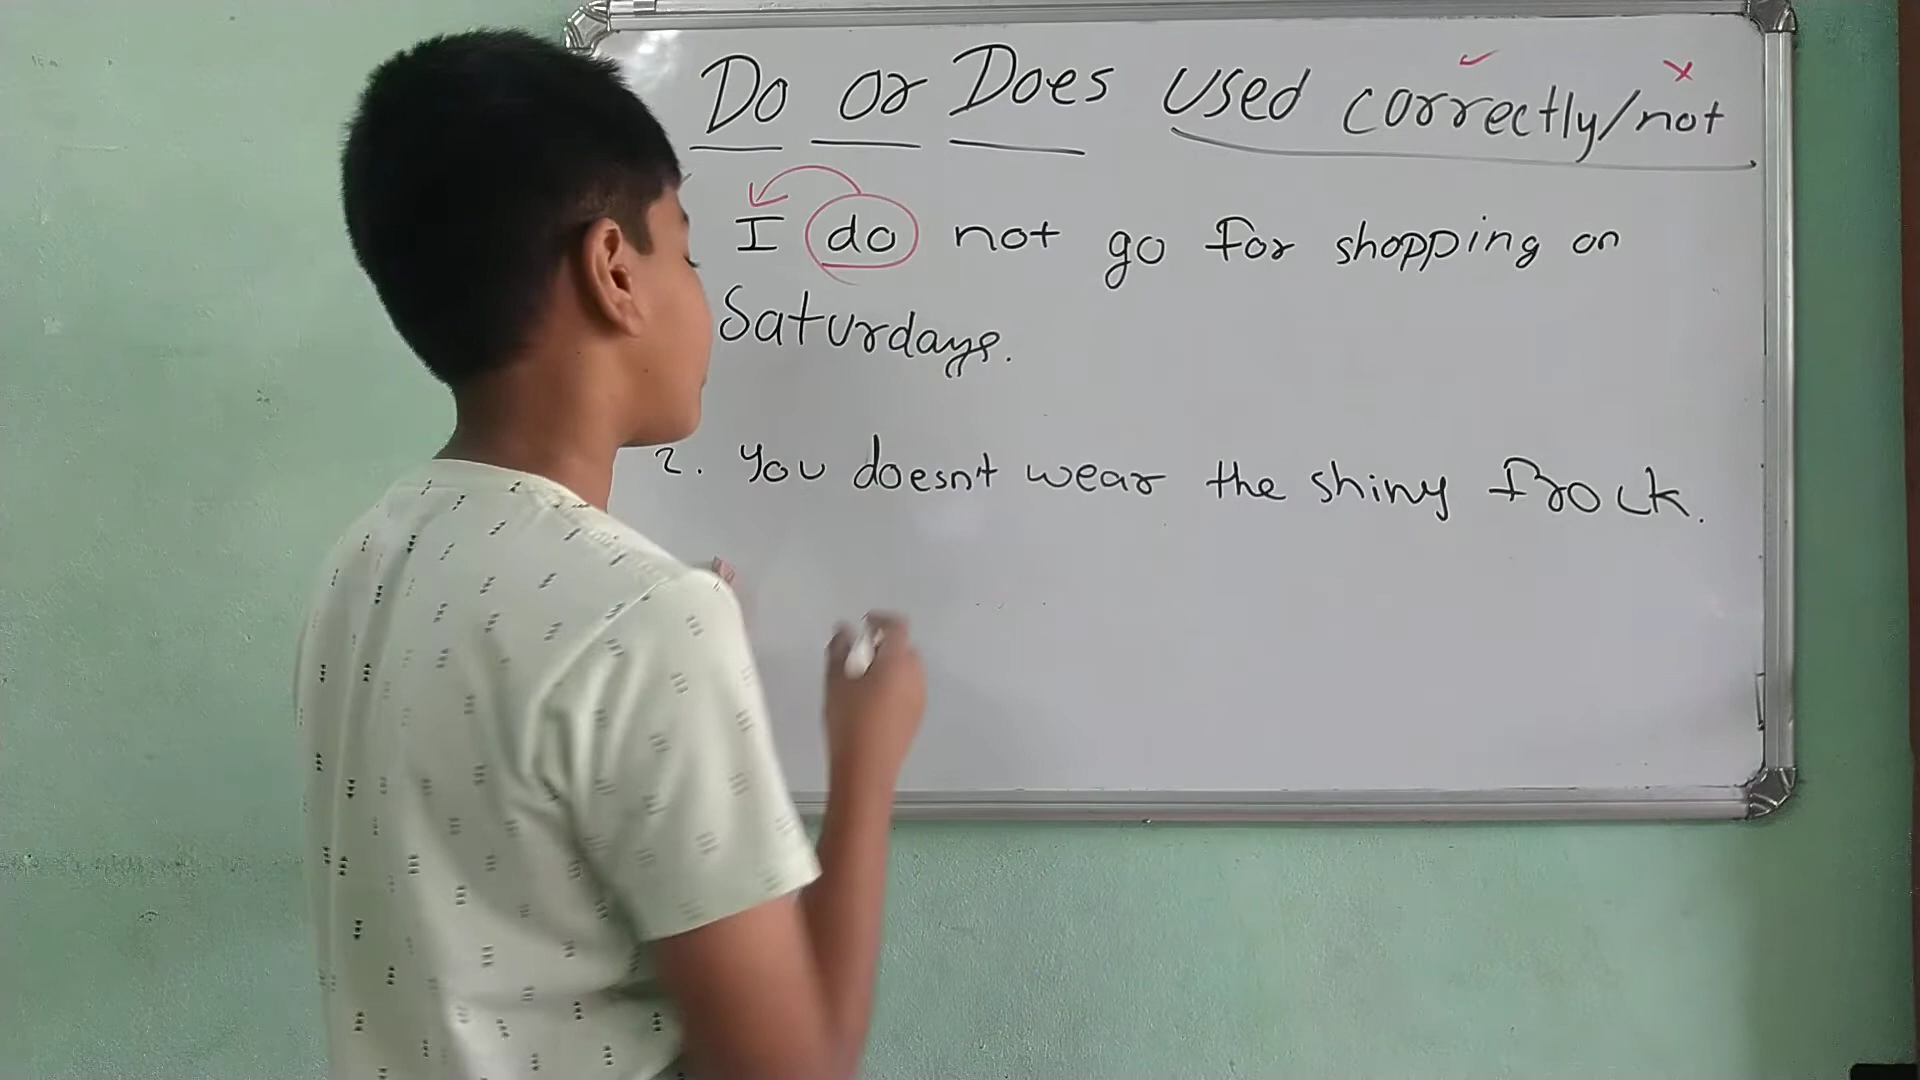 Do or Does used correctly/not
I do not go for shopping on
Saturdays.
2. You doesn't wear the shiny frock.